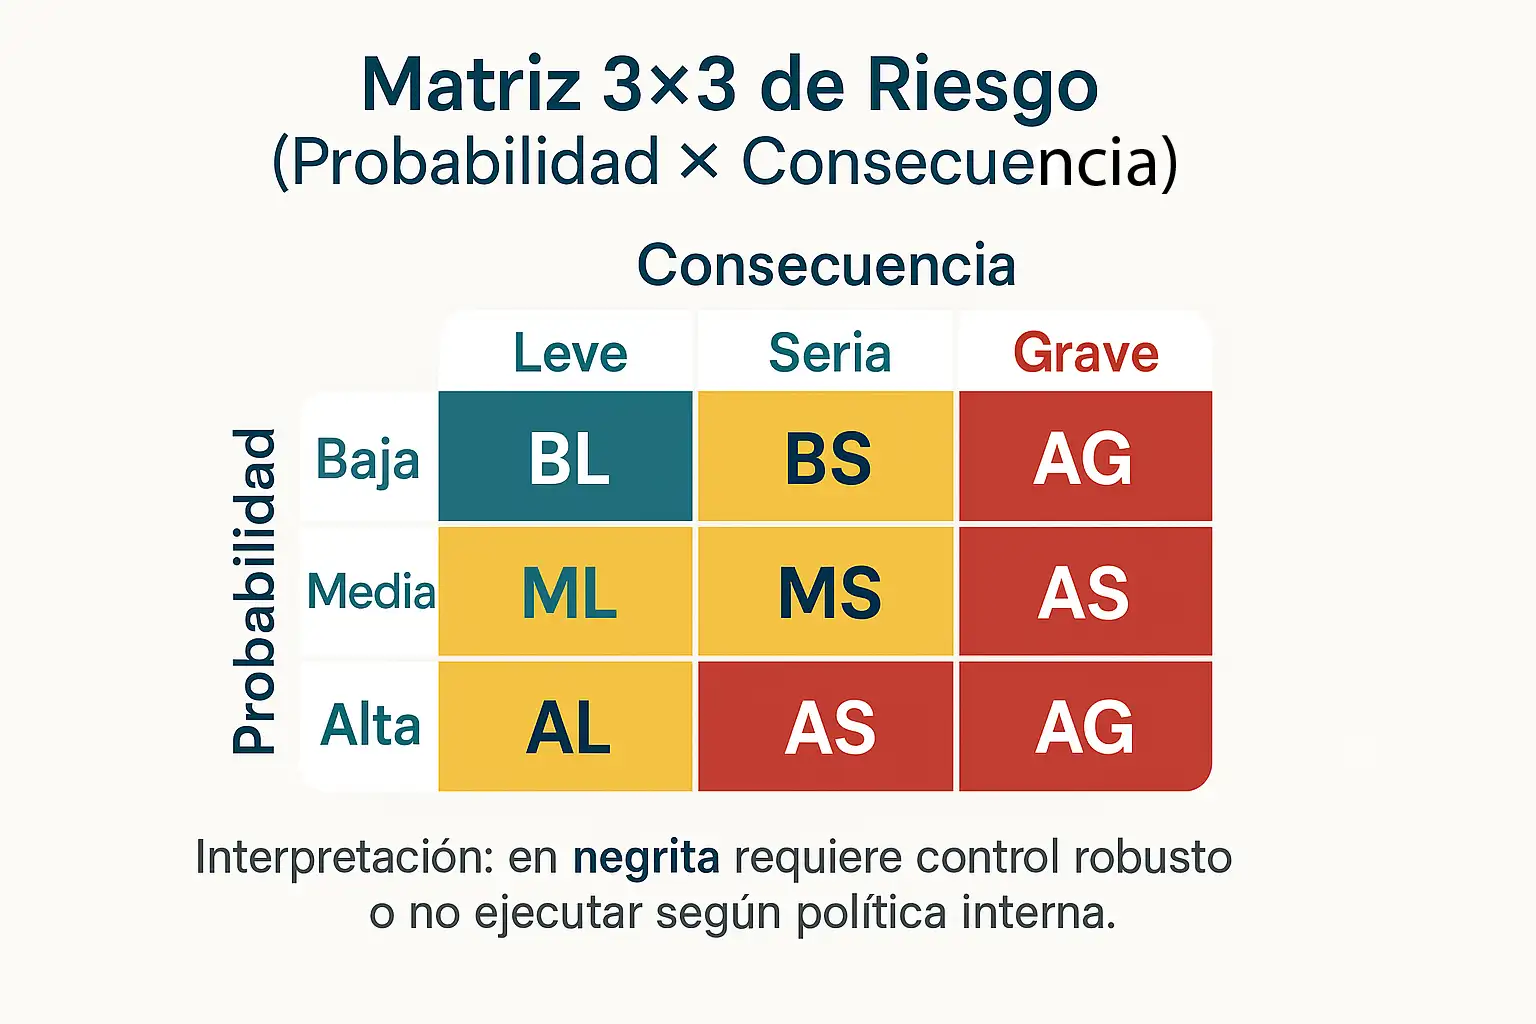 Matriz 3×3 de Riesgo
(Probabilidad × Consecuencia)
Consecuencia
Leve Seria Grave
Probabilidad
Baja BL BS AG
Media ML MS AS
Alta AL AS AG
Interpretación: en negrita requiere control robusto
o no ejecutar según política interna.